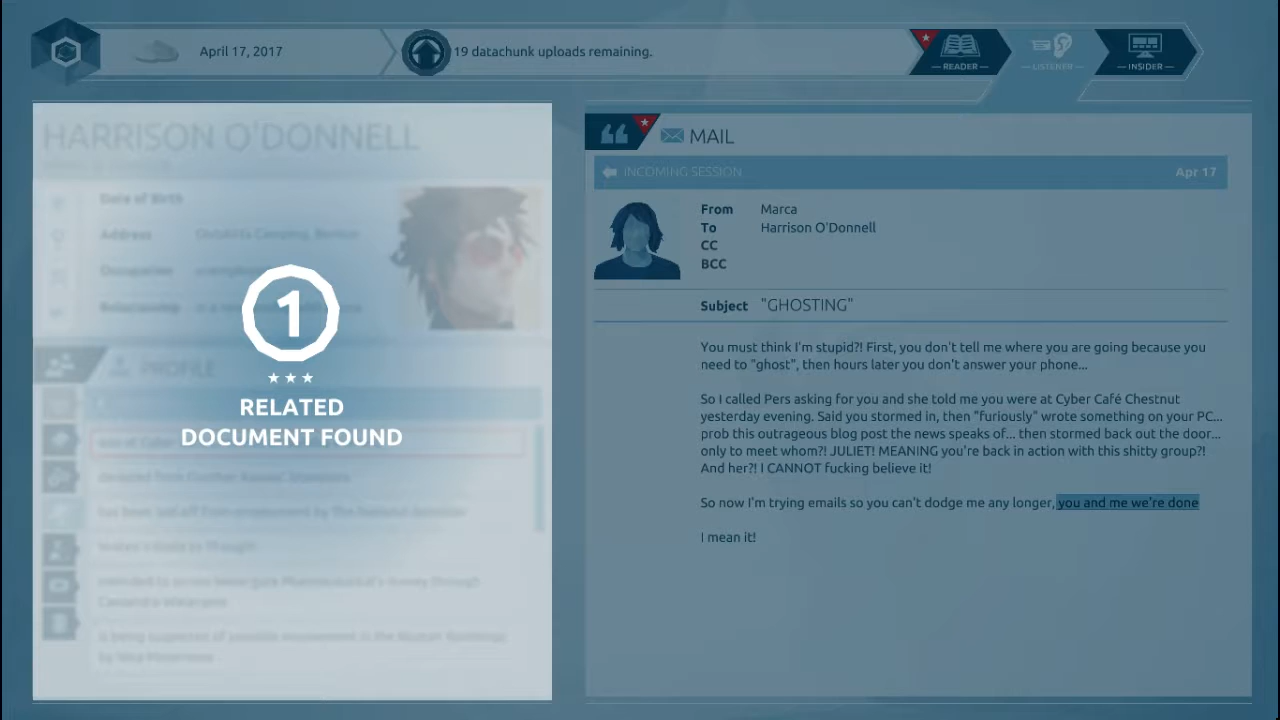 April 17, 2017
19 datachunk uploads remaining.
READER
LISTENER
INSIDER
HARRISON O'DONNELL
Date of Birth
Address
Occupation
Relationship
PROFILE
1
RELATED
DOCUMENT FOUND
MAIL
INCOMING SESSION
Apr 17
From Marca
To Harrison O'Donnell
CC
BCC
Subject "GHOSTING"
You must think I'm stupid?! First, you don't tell me where you are going because you
need to "ghost", then hours later you don't answer your phone...
So I called Pers asking for you and she told me you were at Cyber Café Chestnut
yesterday evening. Said you stormed in, then "furiously" wrote something on your PC...
prob this outrageous blog post the news speaks of... then stormed back out the door...
only to meet whom?! JULIET! MEANING you're back in action with this shitty group?!
And her?! I CANNOT fucking believe it!
So now I'm trying emails so you can't dodge me any longer, you and me we're done
I mean it!